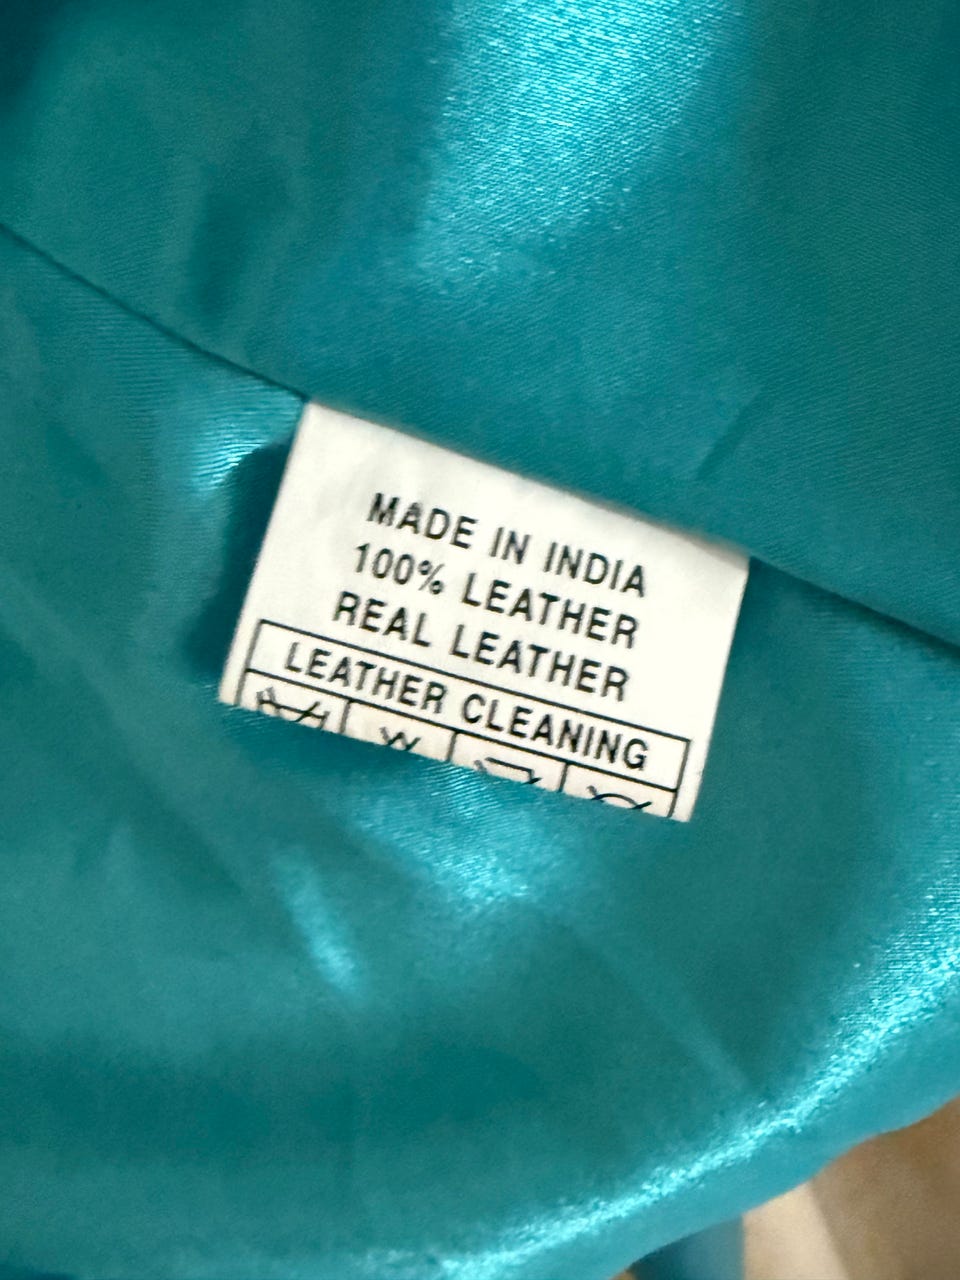 MADE IN INDIA
100% LEATHER
REAL LEATHER
LEATHER CLEANING